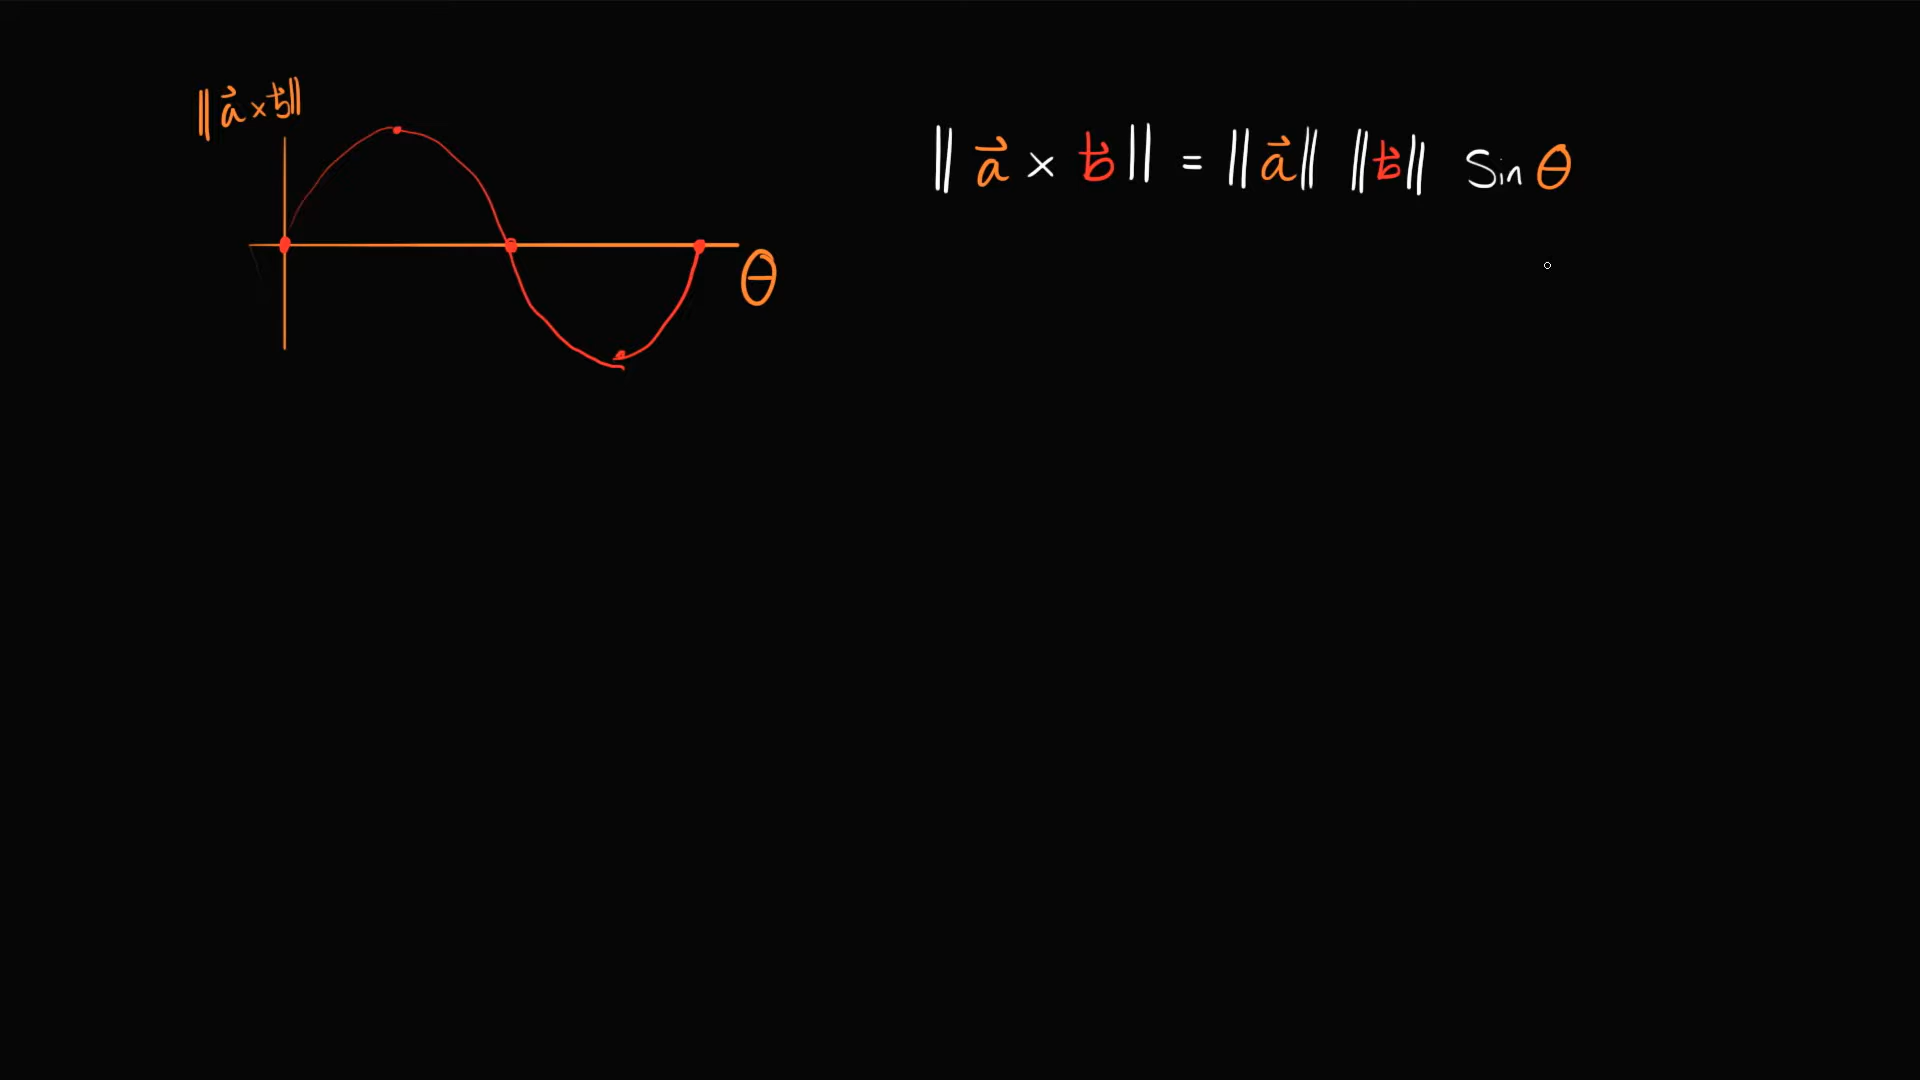 ‖a⃗ × b⃗‖
θ
‖a⃗ × b⃗‖ = ‖a⃗‖ ‖b⃗‖ Sin θ